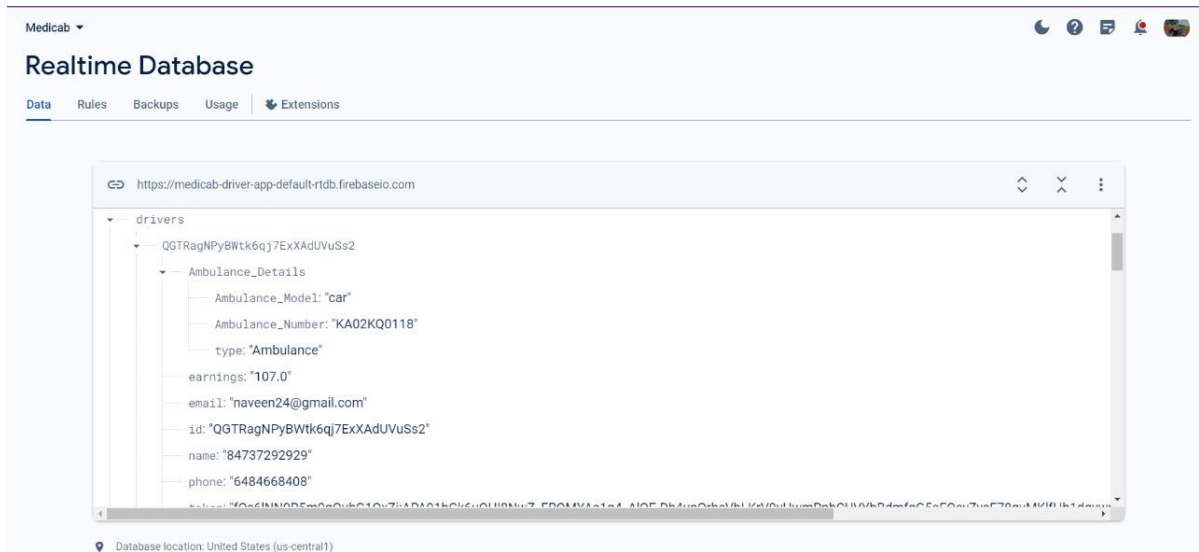 Medicab
Realtime Database
Data Rules Backups Usage Extensions
https://medicab-driver-app-default-rtdb.firebaseio.com
drivers
QGTRagNPyBWtk6qj7ExXAdUVuSs2
Ambulance_Details
Ambulance_Model: "car"
Ambulance_Number: "KA02KQ0118"
type: "Ambulance"
earnings: "107.0"
email: "naveen24@gmail.com"
id: "QGTRagNPyBWtk6qj7ExXAdUVuSs2"
name: "84737292929"
phone: "6484668408"
Database location: United States (us-central1)